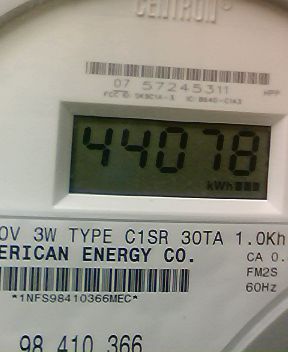 CENTRON
07 57245311
44078
kWh
0V 3W TYPE C1SR 30TA 1.0Kh
ERICAN ENERGY CO.
CA 0.
FM2S
*1NFS98410366MEC*
60Hz
98 410 366